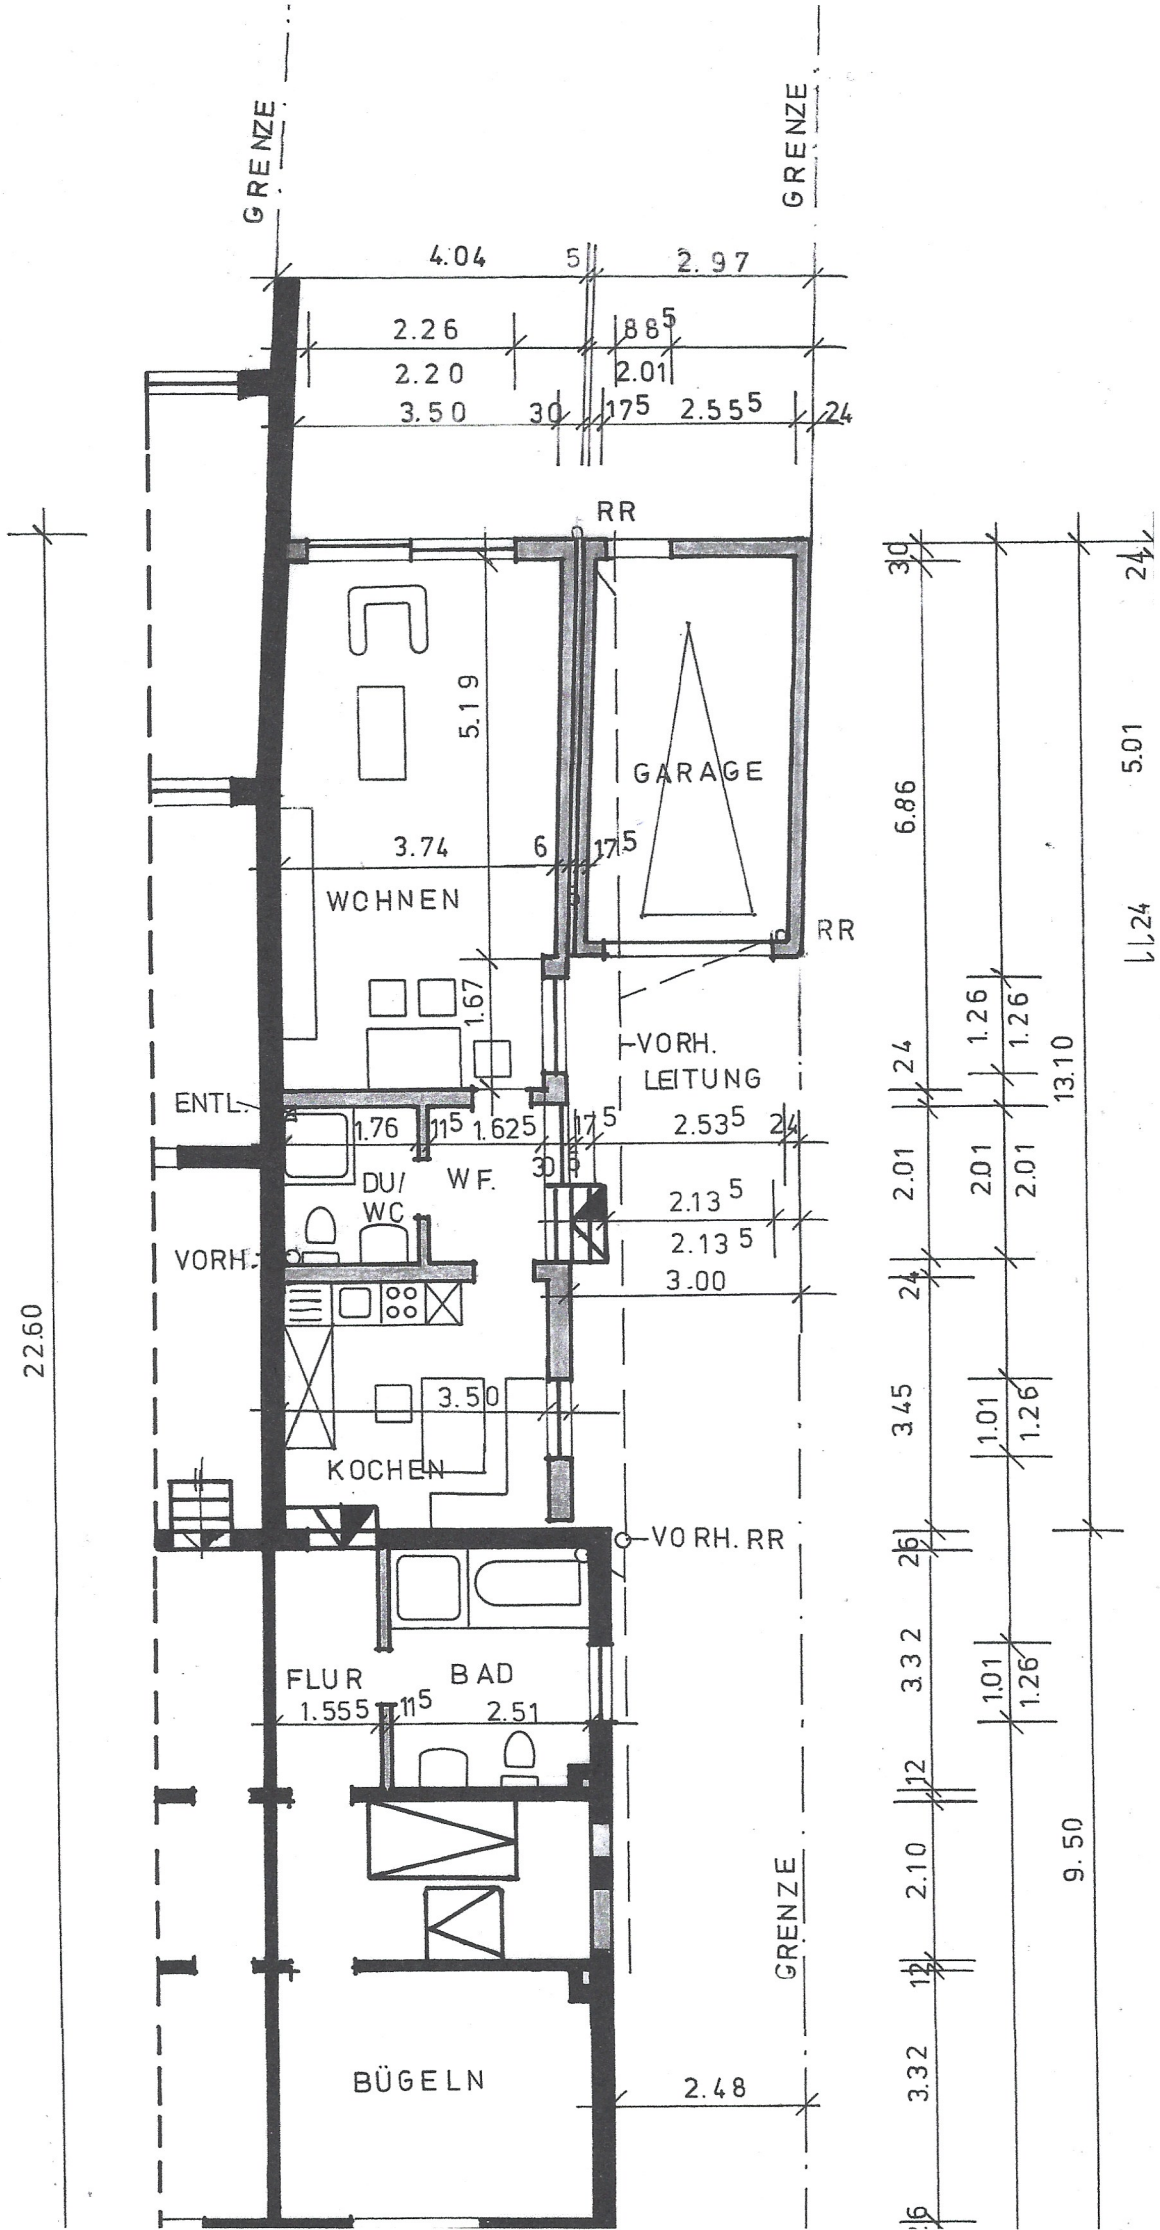 GRENZE
GRENZE
4.04 5 2.97
2.26 88⁵
2.20 2.01
3.50 30 17⁵ 2.55⁵ 24
RR
30
24
5.19
5.01
GARAGE
6.86
3.74 6 17⁵
WOHNEN
RR
11.24
1.67
1.26
1.26
VORH.
LEITUNG
24
13.10
ENTL.
1.76 11⁵ 1.62⁵ 17⁵ 2.53⁵ 24
30 5
DU/
WC
WF.
2.01
2.01
2.01
2.13⁵
2.13⁵
VORH.
3.00
24
22.60
3.50
3.45
1.01
1.26
KOCHEN
VORH. RR
26
FLUR
BAD
3.32
1.01
1.26
1.55⁵ 11⁵ 2.51
12
2.10
9.50
GRENZE
12
BÜGELN
3.32
2.48